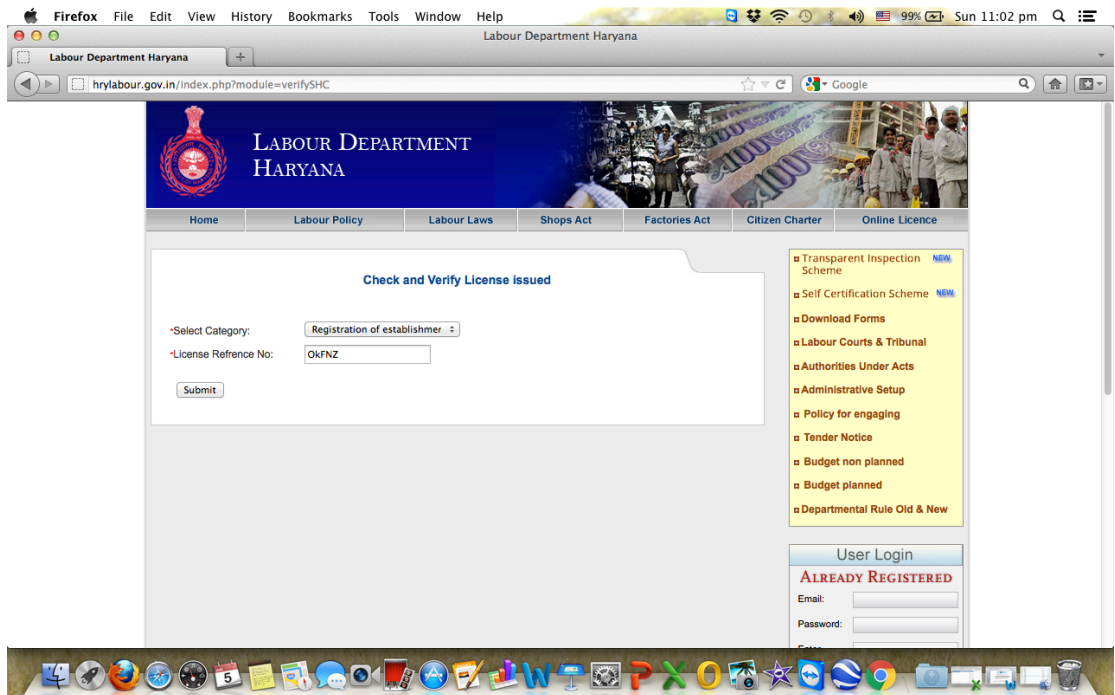 Firefox File Edit View History Bookmarks Tools Window Help 99% Sun 11:02 pm
Labour Department Haryana
Labour Department Haryana +
hrylabour.gov.in/index.php?module=verifySHC Google
LABOUR DEPARTMENT
HARYANA
Home Labour Policy Labour Laws Shops Act Factories Act Citizen Charter Online Licence
Check and Verify License issued
*Select Category: Registration of establishmer
*License Refrence No: OkFNZ
Submit
Transparent Inspection Scheme NEW
Self Certification Scheme NEW
Download Forms
Labour Courts & Tribunal
Authorities Under Acts
Administrative Setup
Policy for engaging
Tender Notice
Budget non planned
Budget planned
Departmental Rule Old & New
User Login
ALREADY REGISTERED
Email:
Password:
5